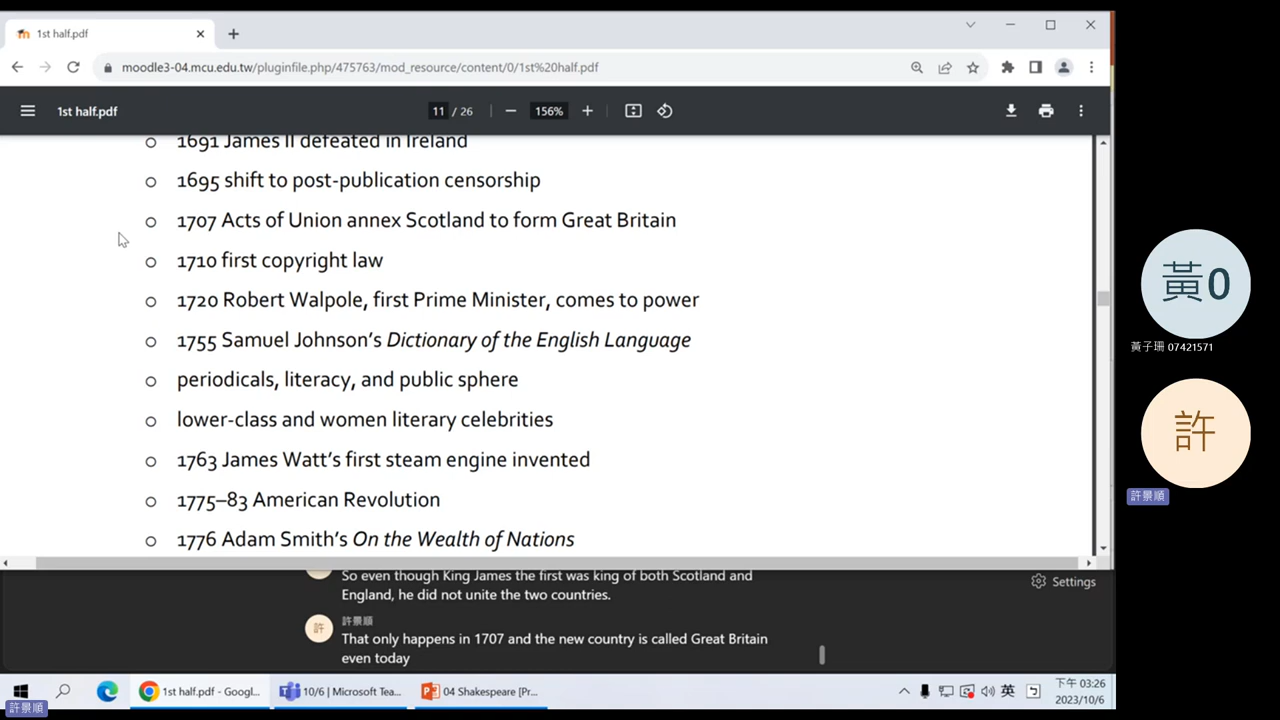 1st half.pdf
moodle3-04.mcu.edu.tw/pluginfile.php/475763/mod_resource/content/0/1st%20half.pdf
1st half.pdf
11 / 26
156%
1691 James II defeated in Ireland
1695 shift to post-publication censorship
1707 Acts of Union annex Scotland to form Great Britain
1710 first copyright law
1720 Robert Walpole, first Prime Minister, comes to power
1755 Samuel Johnson's Dictionary of the English Language
periodicals, literacy, and public sphere
lower-class and women literary celebrities
1763 James Watt's first steam engine invented
1775–83 American Revolution
1776 Adam Smith's On the Wealth of Nations
黃0
黃子珊 07421571
許
許景順
So even though King James the first was king of both Scotland and
England, he did not unite the two countries.
Settings
許
許景順
That only happens in 1707 and the new country is called Great Britain
even today
1st half.pdf - Googl...
10/6 | Microsoft Tea...
04 Shakespeare [Pr...
英
下午 03:26
2023/10/6
許景順